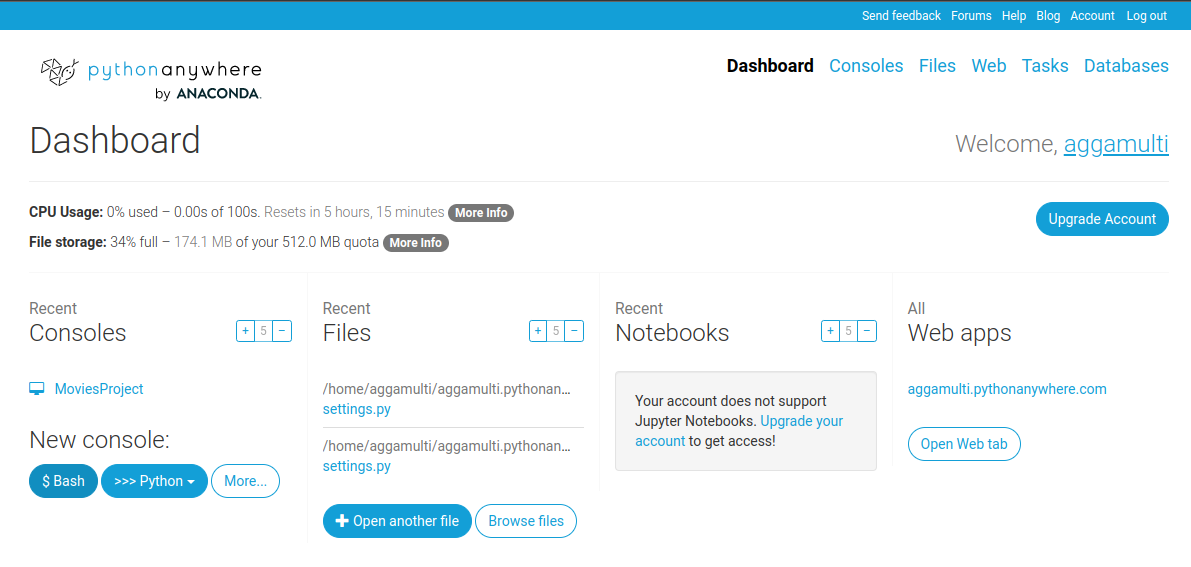 Send feedback Forums Help Blog Account Log out
pythonanywhere
by ANACONDA.
Dashboard Consoles Files Web Tasks Databases
Dashboard
Welcome, aggamulti
CPU Usage: 0% used – 0.00s of 100s. Resets in 5 hours, 15 minutes More Info
File storage: 34% full – 174.1 MB of your 512.0 MB quota More Info
Upgrade Account
Recent
Consoles
+ 5 −
MoviesProject
New console:
$ Bash >>> Python More...
Recent
Files
+ 5 −
/home/aggamulti/aggamulti.pythonan...
settings.py
/home/aggamulti/aggamulti.pythonan...
settings.py
Open another file Browse files
Recent
Notebooks
+ 5 −
Your account does not support
Jupyter Notebooks. Upgrade your
account to get access!
All
Web apps
aggamulti.pythonanywhere.com
Open Web tab